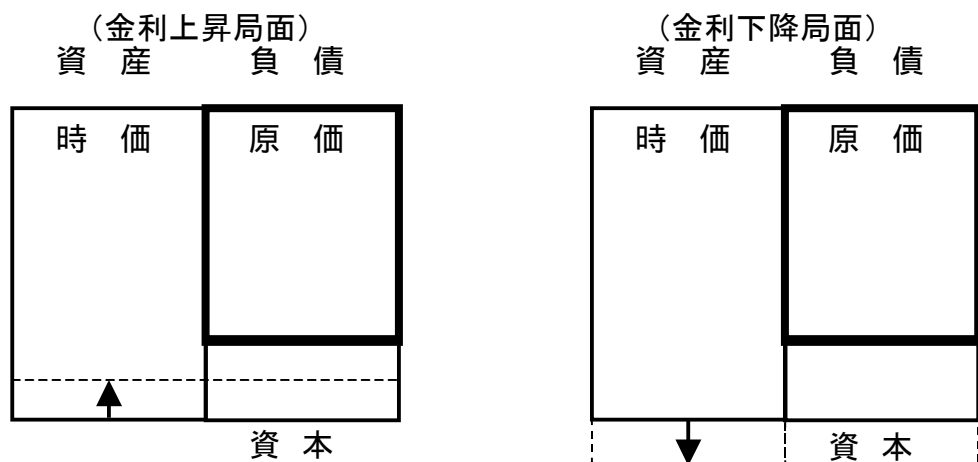 （金利上昇局面）
資 産 負 債
時 価 原 価
資 本
（金利下降局面）
資 産 負 債
時 価 原 価
資 本